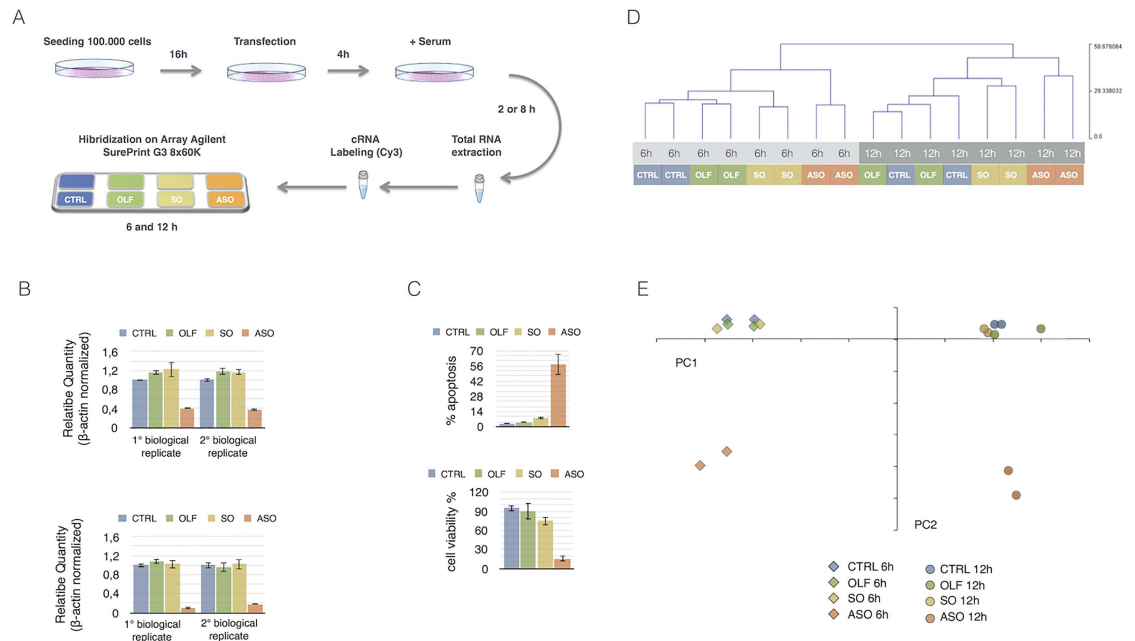 A
Seeding 100.000 cells
16h
Transfection
4h
+ Serum
2 or 8 h
Total RNA
extraction
cRNA
Labeling (Cy3)
Hibridization on Array Agilent
SurePrint G3 8x60K
CTRL OLF SO ASO
6 and 12 h
B
CTRL OLF SO ASO
Relatibe Quantity
(β-actin normalized)
1,6
1,2
0,8
0,4
0
1° biological
replicate
2° biological
replicate
CTRL OLF SO ASO
Relatibe Quantity
(β-actin normalized)
1,6
1,2
0,8
0,4
0
1° biological
replicate
2° biological
replicate
C
CTRL OLF SO ASO
% apoptosis
70
56
42
28
14
0
CTRL OLF SO ASO
cell viability %
120
90
60
30
0
D
58.676064
29.338032
0.0
6h 6h 6h 6h 6h 6h 6h 6h 12h 12h 12h 12h 12h 12h 12h 12h
CTRL CTRL OLF OLF SO SO ASO ASO OLF CTRL OLF CTRL SO SO ASO ASO
E
PC1
PC2
CTRL 6h
OLF 6h
SO 6h
ASO 6h
CTRL 12h
OLF 12h
SO 12h
ASO 12h